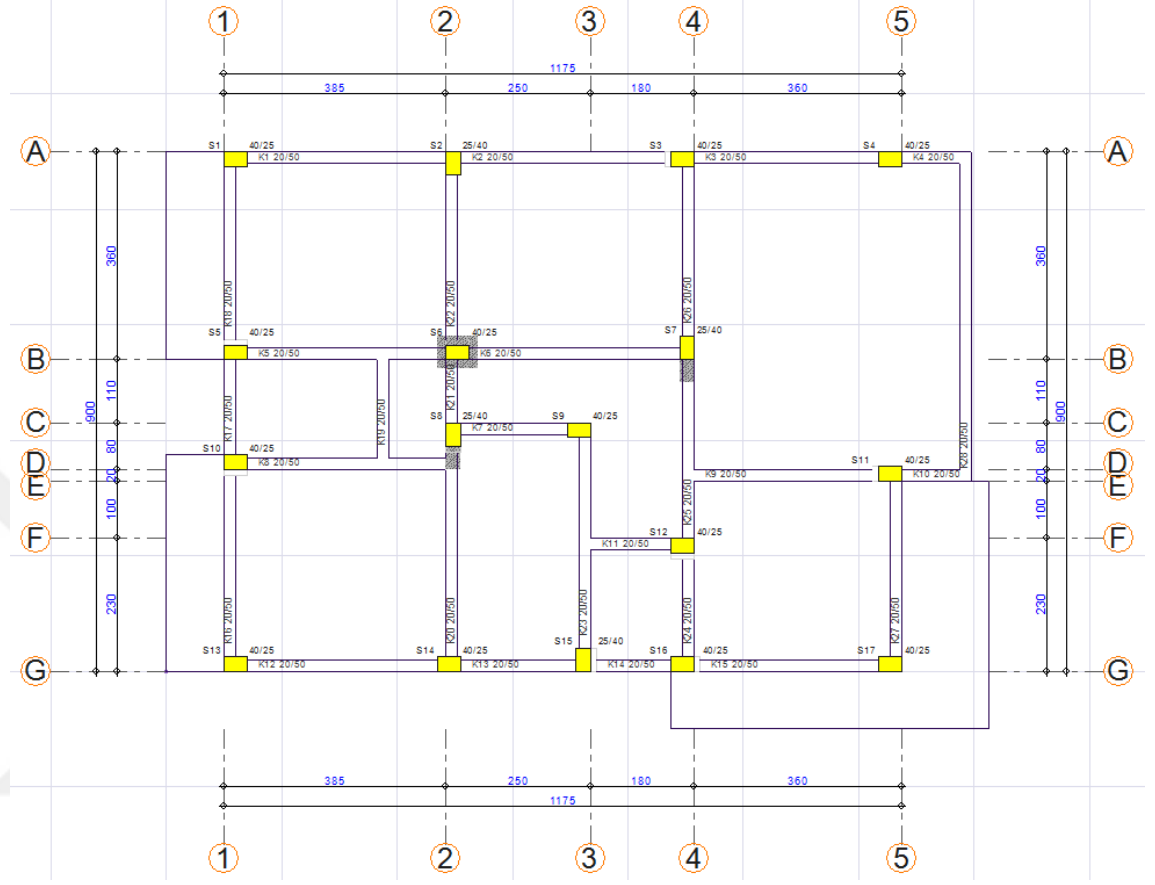 1 2 3 4 5
1175
385 250 180 360
A A
S1 40/25 S2 25/40 S3 40/25 S4 40/25
K1 20/50 K2 20/50 K3 20/50 K4 20/50
360 360
K18 20/50 K22 20/50 K26 20/50
S5 40/25 S6 40/25 S7 25/40
K5 20/50 K6 20/50
B B
110 110
K17 20/50 K19 20/50 K21 20/50
900 900
S8 25/40 S9 40/25
K7 20/50
C C
80 80
K28 20/50
S10 40/25 S11 40/25
K8 20/50 K9 20/50 K10 20/50
D D
20 20
E E
100 100
K25 20/50
S12 40/25
K11 20/50
F F
230 230
K16 20/50 K20 20/50 K23 20/50 K24 20/50 K27 20/50
S13 40/25 S14 40/25 S15 25/40 S16 40/25 S17 40/25
K12 20/50 K13 20/50 K14 20/50 K15 20/50
G G
385 250 180 360
1175
1 2 3 4 5